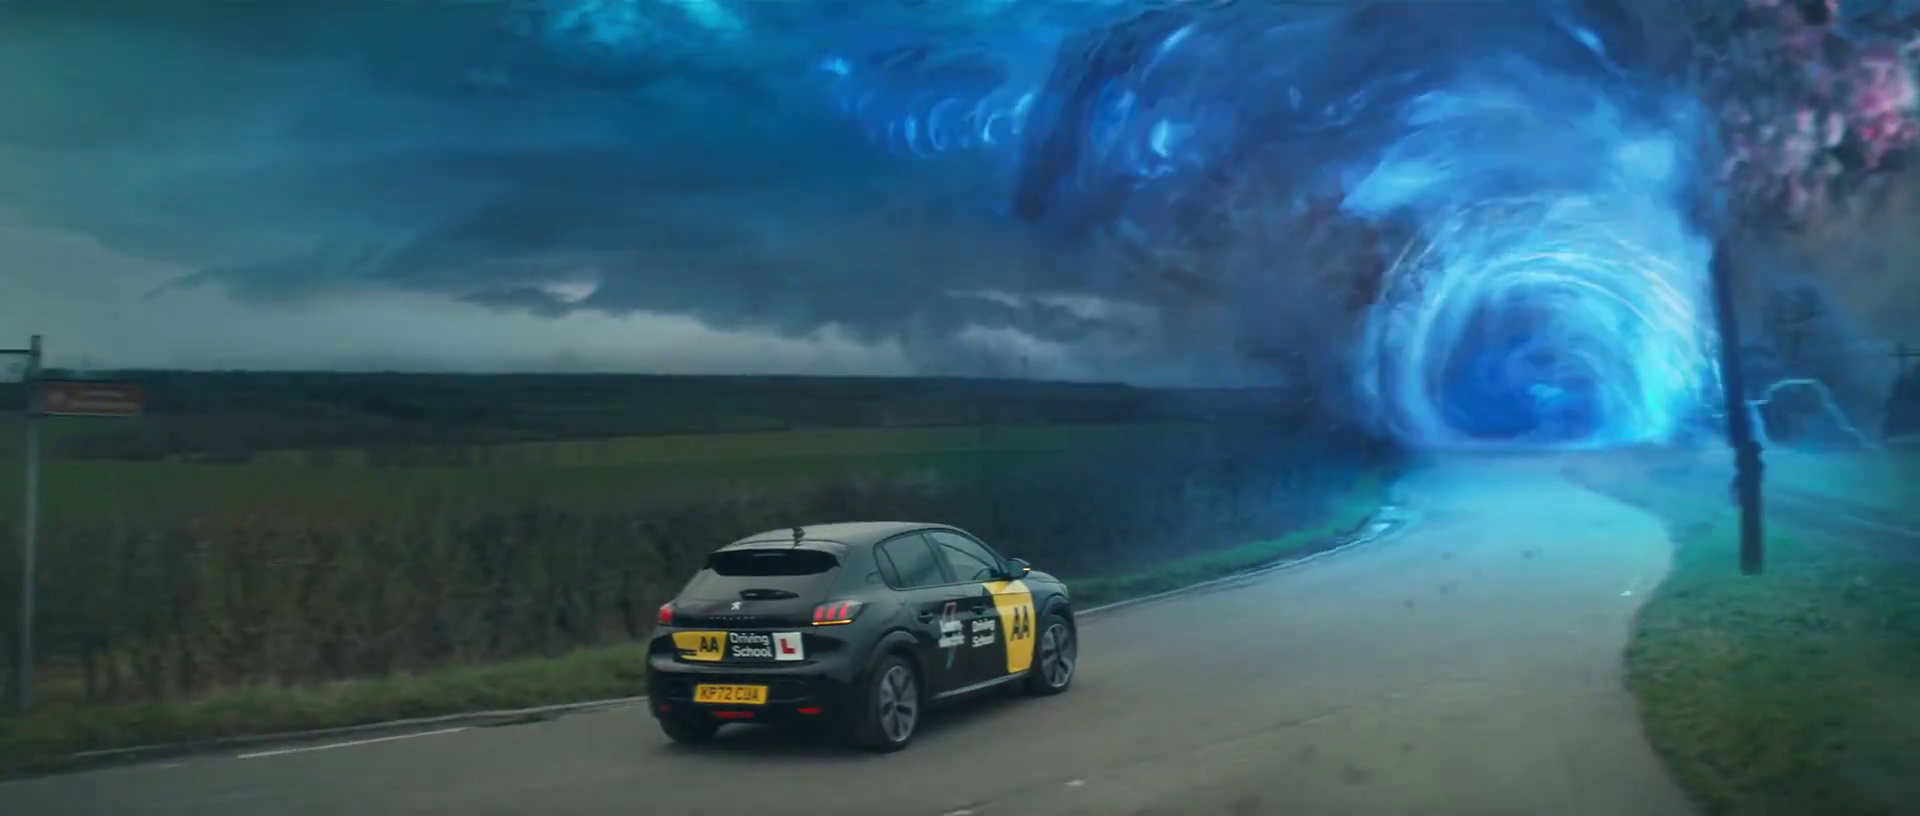 AA
Driving
School
L
KP72 CUA
Driving
School
AA